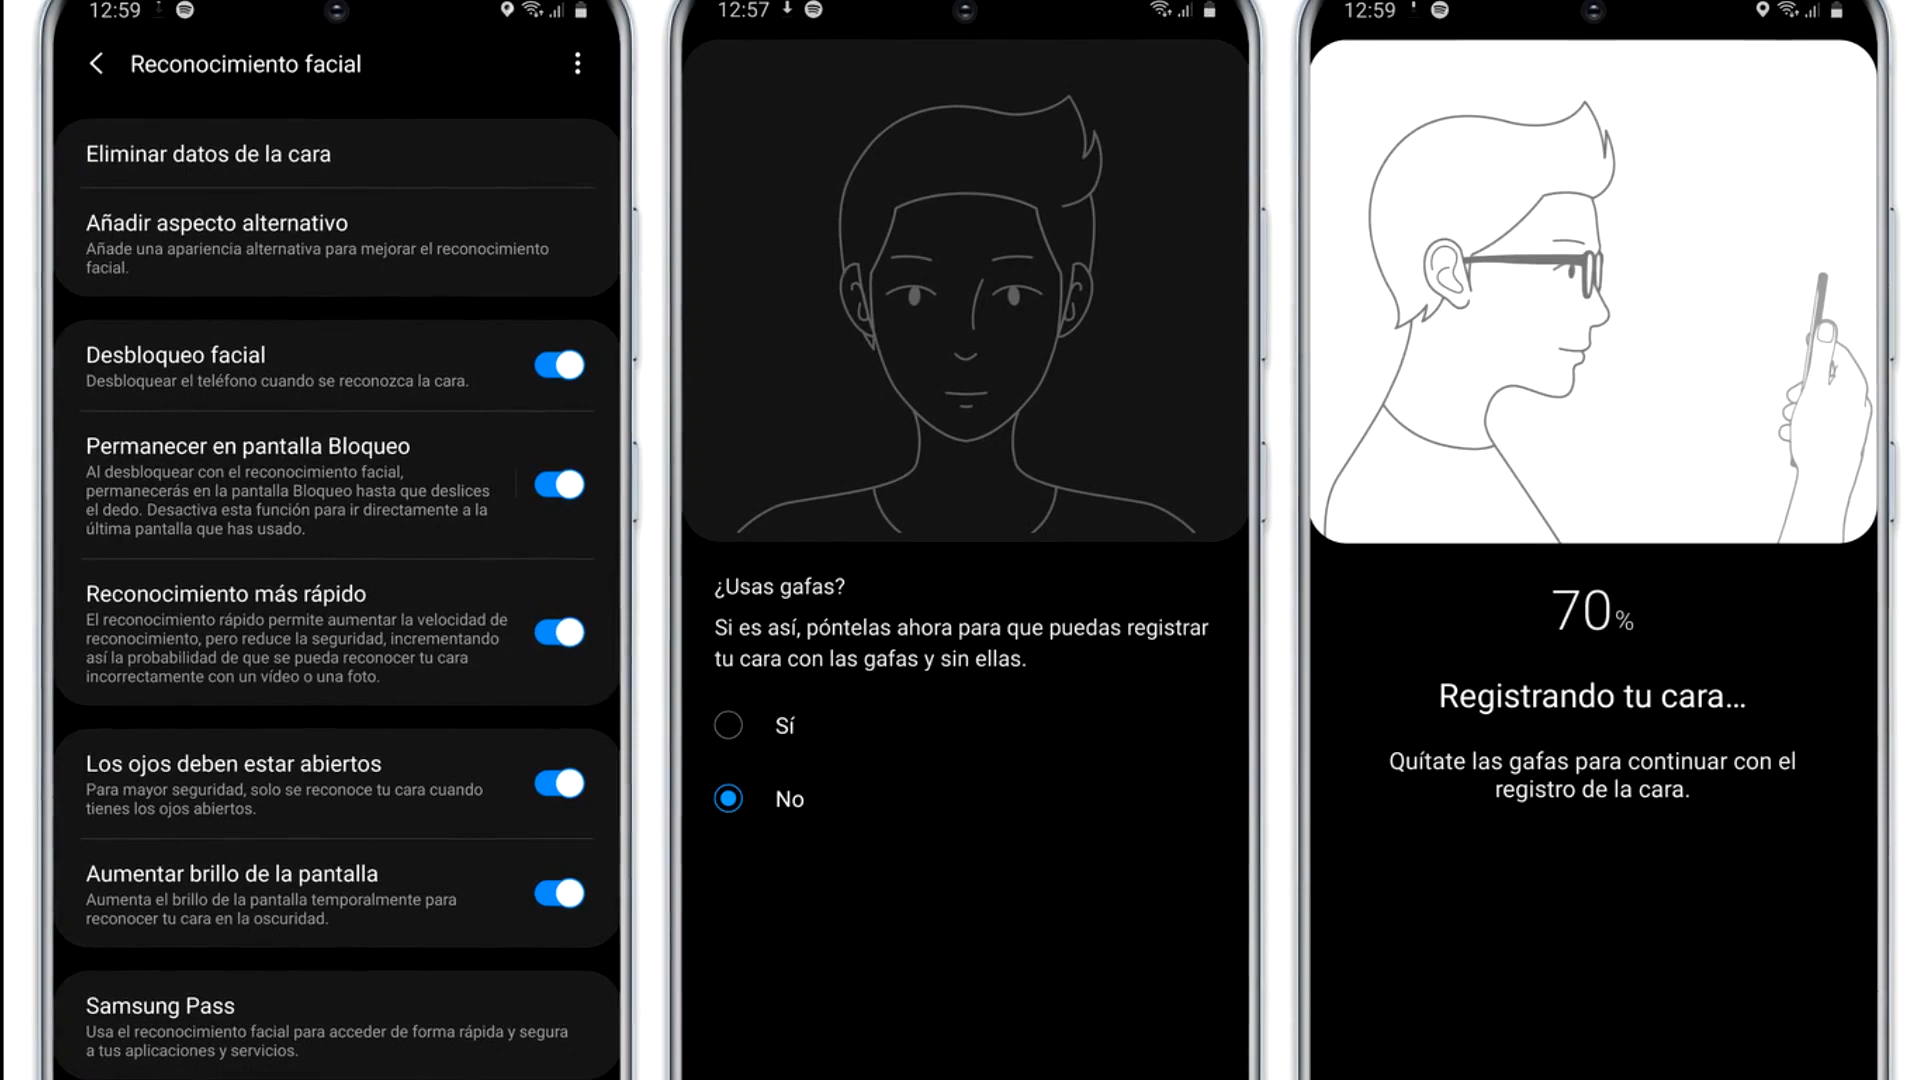 12:59
Reconocimiento facial
Eliminar datos de la cara
Añadir aspecto alternativo
Añade una apariencia alternativa para mejorar el reconocimiento
facial.
Desbloqueo facial
Desbloquear el teléfono cuando se reconozca la cara.
Permanecer en pantalla Bloqueo
Al desbloquear con el reconocimiento facial,
permanecerás en la pantalla Bloqueo hasta que deslices
el dedo. Desactiva esta función para ir directamente a la
última pantalla que has usado.
Reconocimiento más rápido
El reconocimiento rápido permite aumentar la velocidad de
reconocimiento, pero reduce la seguridad, incrementando
así la probabilidad de que se pueda reconocer tu cara
incorrectamente con un vídeo o una foto.
Los ojos deben estar abiertos
Para mayor seguridad, solo se reconoce tu cara cuando
tienes los ojos abiertos.
Aumentar brillo de la pantalla
Aumenta el brillo de la pantalla temporalmente para
reconocer tu cara en la oscuridad.
Samsung Pass
Usa el reconocimiento facial para acceder de forma rápida y segura
a tus aplicaciones y servicios.
12:57
¿Usas gafas?
Si es así, póntelas ahora para que puedas registrar
tu cara con las gafas y sin ellas.
Sí
No
12:59
70%
Registrando tu cara...
Quítate las gafas para continuar con el
registro de la cara.